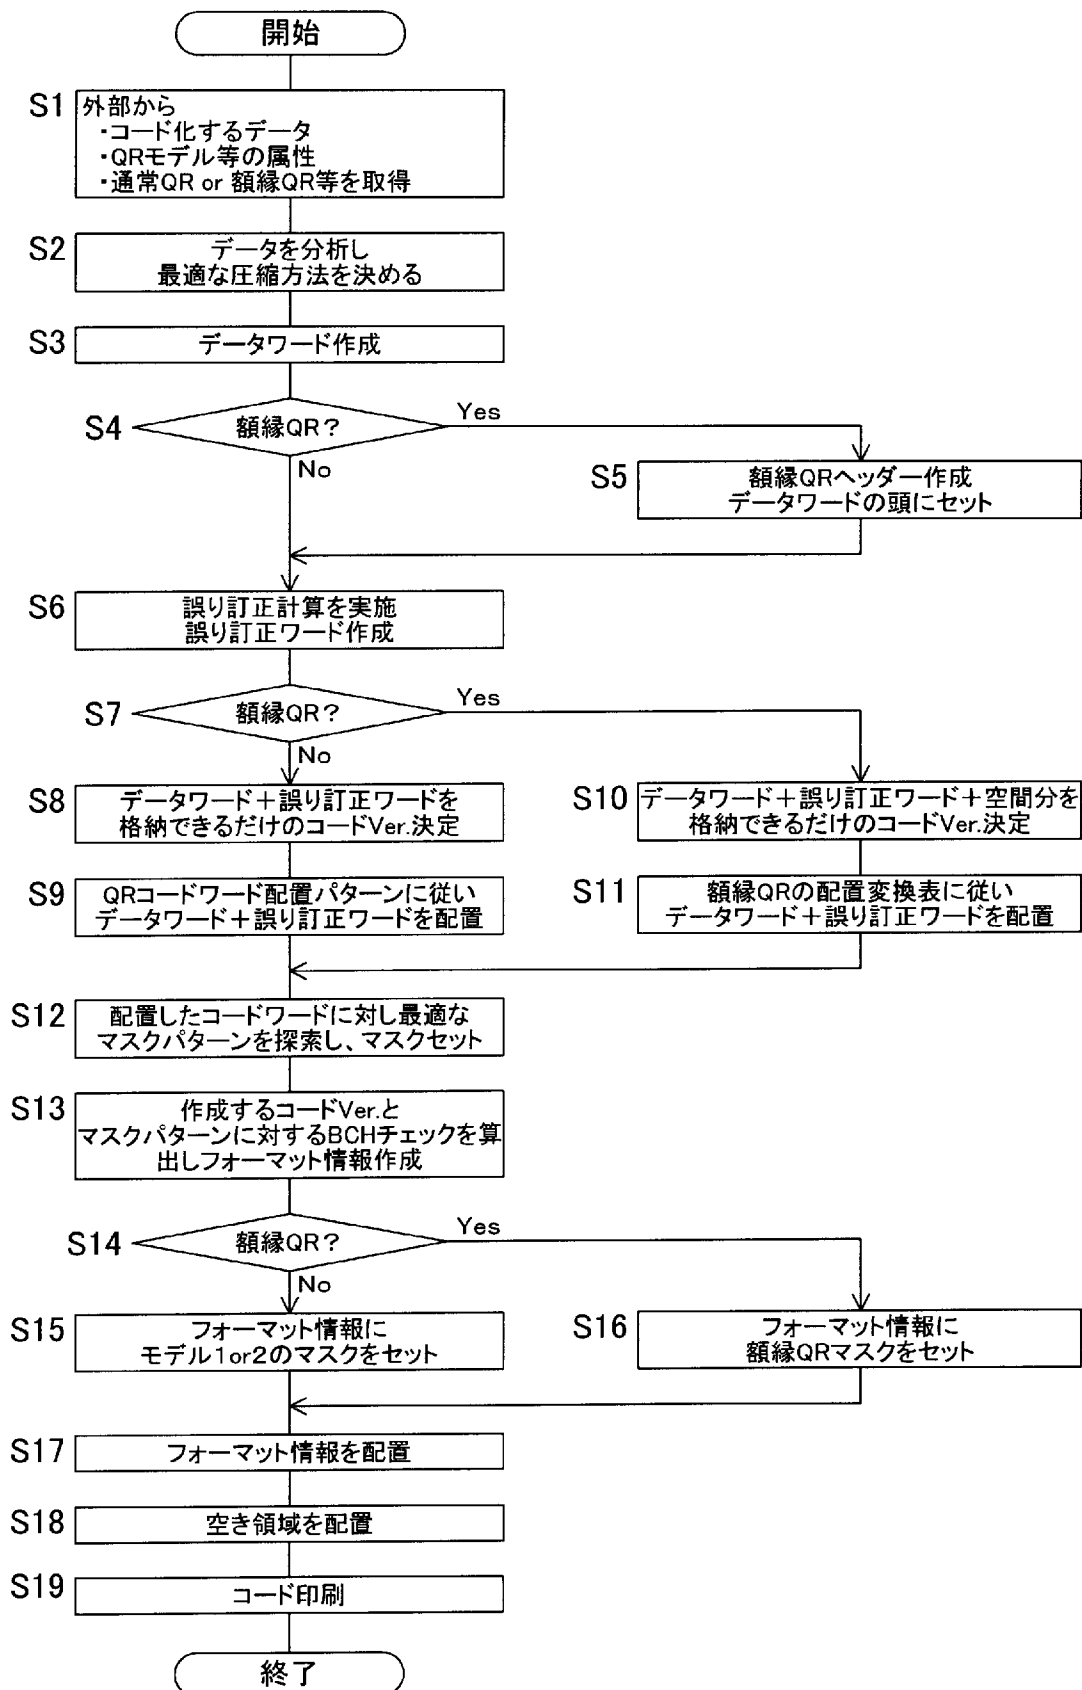 開始
S1
外部から
・コード化するデータ
・QRモデル等の属性
・通常QR or 額縁QR等を取得
S2
データを分析し
最適な圧縮方法を決める
S3
データワード作成
S4
額縁QR?
Yes
No
S5
額縁QRヘッダー作成
データワードの頭にセット
S6
誤り訂正計算を実施
誤り訂正ワード作成
S7
額縁QR?
Yes
No
S8
データワード＋誤り訂正ワードを
格納できるだけのコードVer.決定
S10
データワード＋誤り訂正ワード＋空間分を
格納できるだけのコードVer.決定
S9
QRコードワード配置パターンに従い
データワード＋誤り訂正ワードを配置
S11
額縁QRの配置変換表に従い
データワード＋誤り訂正ワードを配置
S12
配置したコードワードに対し最適な
マスクパターンを探索し、マスクセット
S13
作成するコードVer.と
マスクパターンに対するBCHチェックを算
出しフォーマット情報作成
S14
額縁QR?
Yes
No
S15
フォーマット情報に
モデル1or2のマスクをセット
S16
フォーマット情報に
額縁QRマスクをセット
S17
フォーマット情報を配置
S18
空き領域を配置
S19
コード印刷
終了